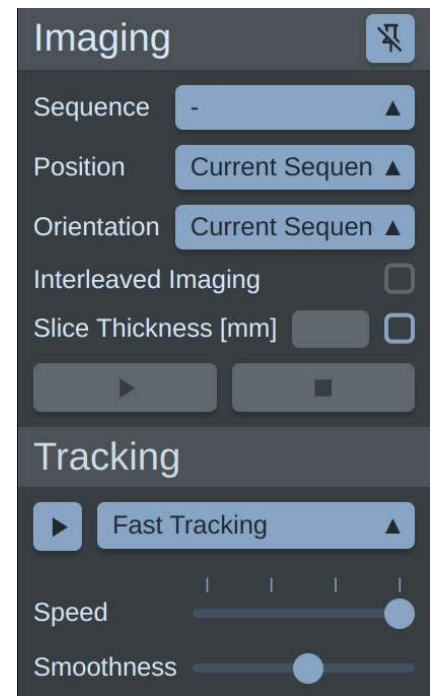 Imaging
Sequence -
Position Current Sequen
Orientation Current Sequen
Interleaved Imaging
Slice Thickness [mm]
Tracking
Fast Tracking
Speed
Smoothness